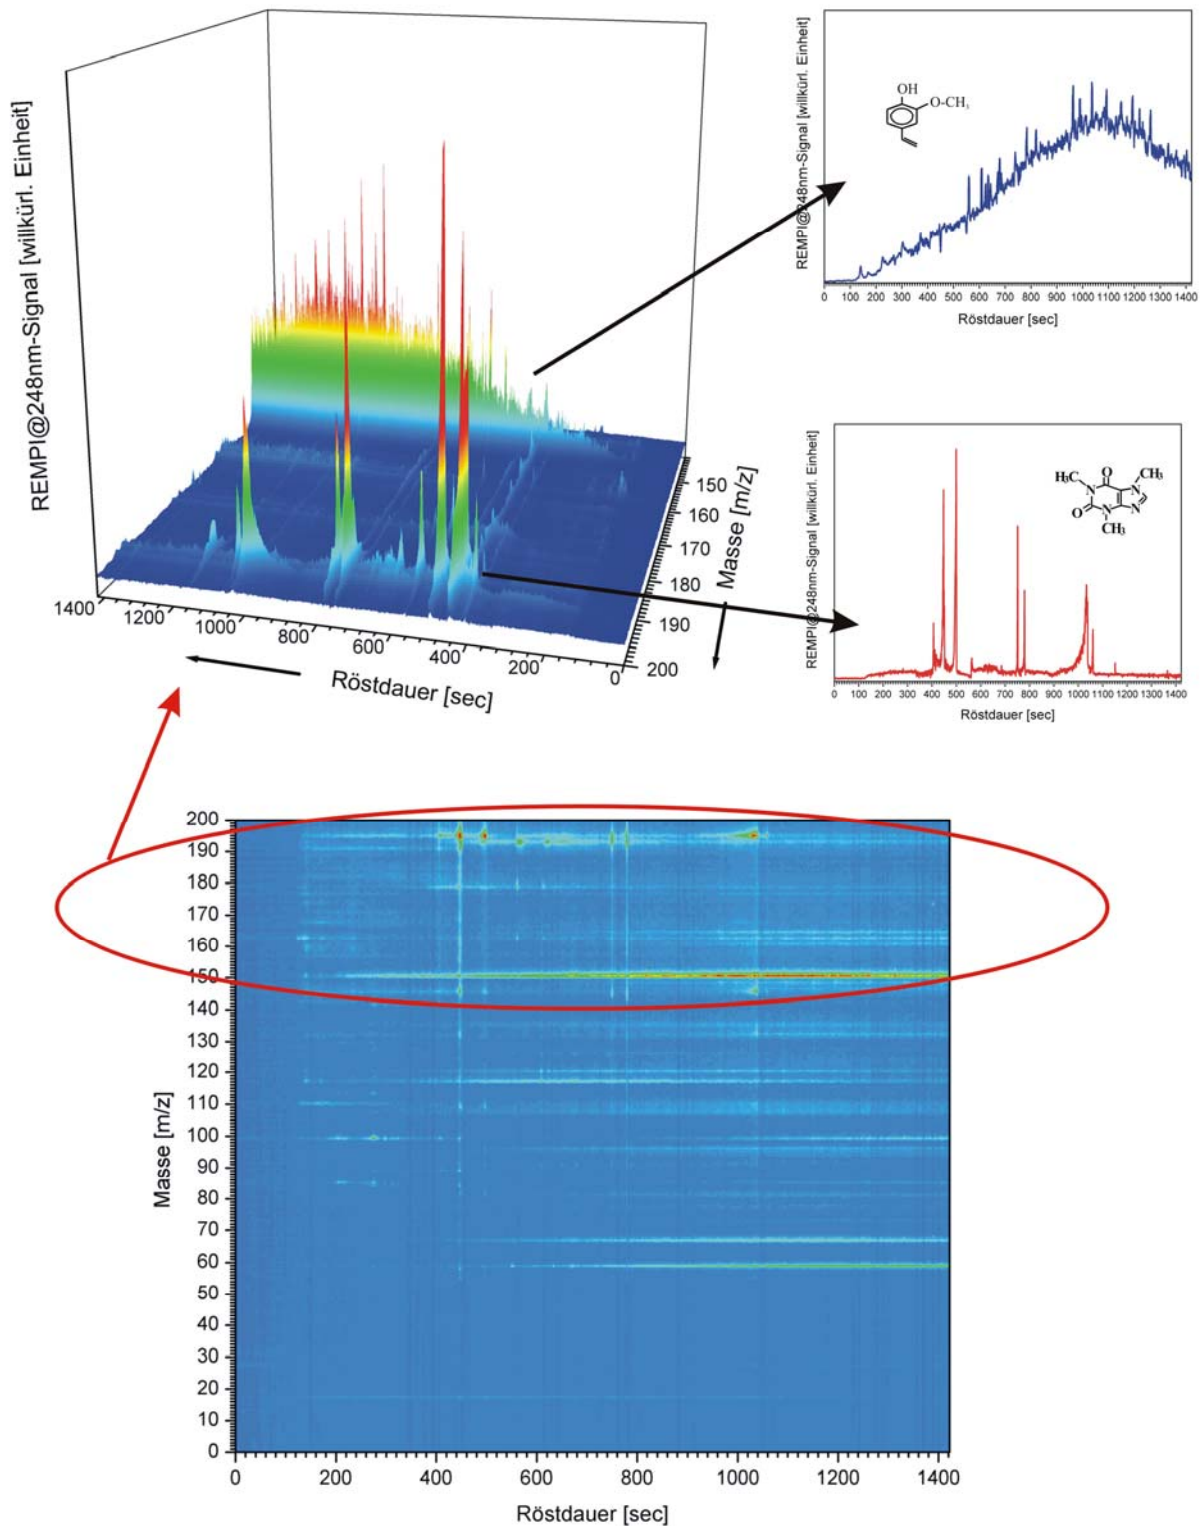 REMPI@248nm-Signal [willkürl. Einheit]
1400
1200
1000
800
600
400
200
0
Röstdauer [sec]
150
160
170
180
190
200
Masse [m/z]
REMPI@248nm-Signal [willkürl. Einheit]
OH
O-CH3
0 100 200 300 400 500 600 700 800 900 1000 1100 1200 1300 1400
Röstdauer [sec]
REMPI@248nm-Signal [willkürl. Einheit]
O
CH3
H3C
N
N
O
N
N
CH3
0 100 200 300 400 500 600 700 800 900 1000 1100 1200 1300 1400
Röstdauer [sec]
200
190
180
170
160
150
140
130
120
110
100
90
80
70
60
50
40
30
20
10
0
Masse [m/z]
0 200 400 600 800 1000 1200 1400
Röstdauer [sec]